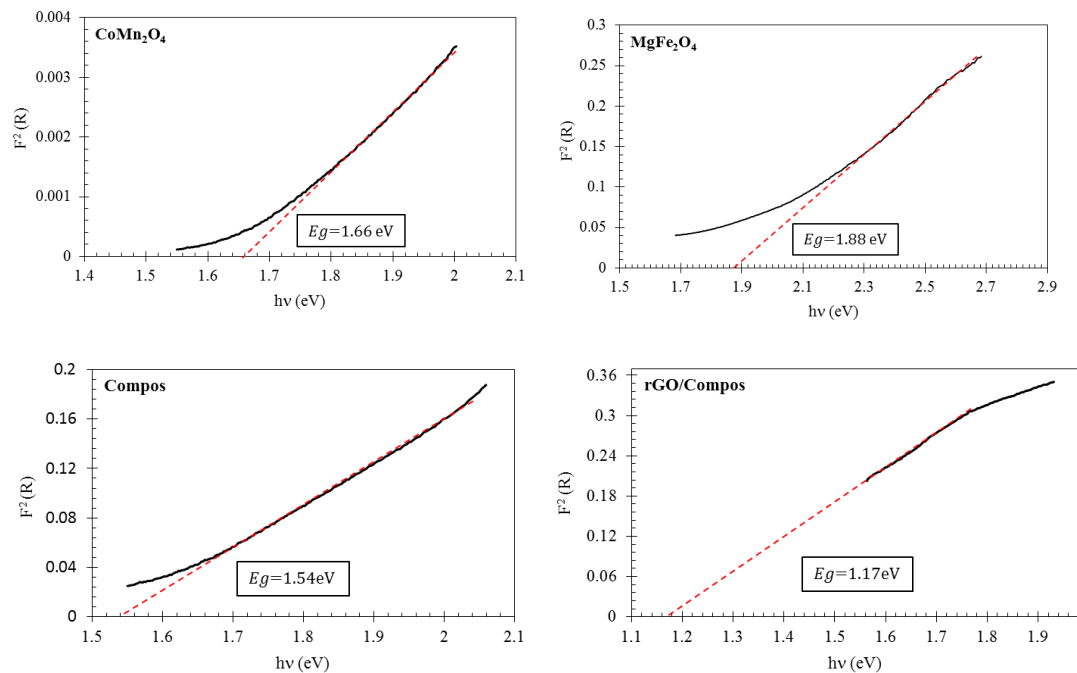 CoMn₂O₄
F² (R)
0.004
0.003
0.002
0.001
0
Eg=1.66 eV
1.4 1.5 1.6 1.7 1.8 1.9 2 2.1
hν (eV)
MgFe₂O₄
F² (R)
0.3
0.25
0.2
0.15
0.1
0.05
0
Eg=1.88 eV
1.5 1.7 1.9 2.1 2.3 2.5 2.7 2.9
hν (eV)
Compos
F² (R)
0.2
0.16
0.12
0.08
0.04
0
Eg=1.54eV
1.5 1.6 1.7 1.8 1.9 2 2.1
hν (eV)
rGO/Compos
F² (R)
0.36
0.3
0.24
0.18
0.12
0.06
0
Eg=1.17eV
1.1 1.2 1.3 1.4 1.5 1.6 1.7 1.8 1.9
hν (eV)